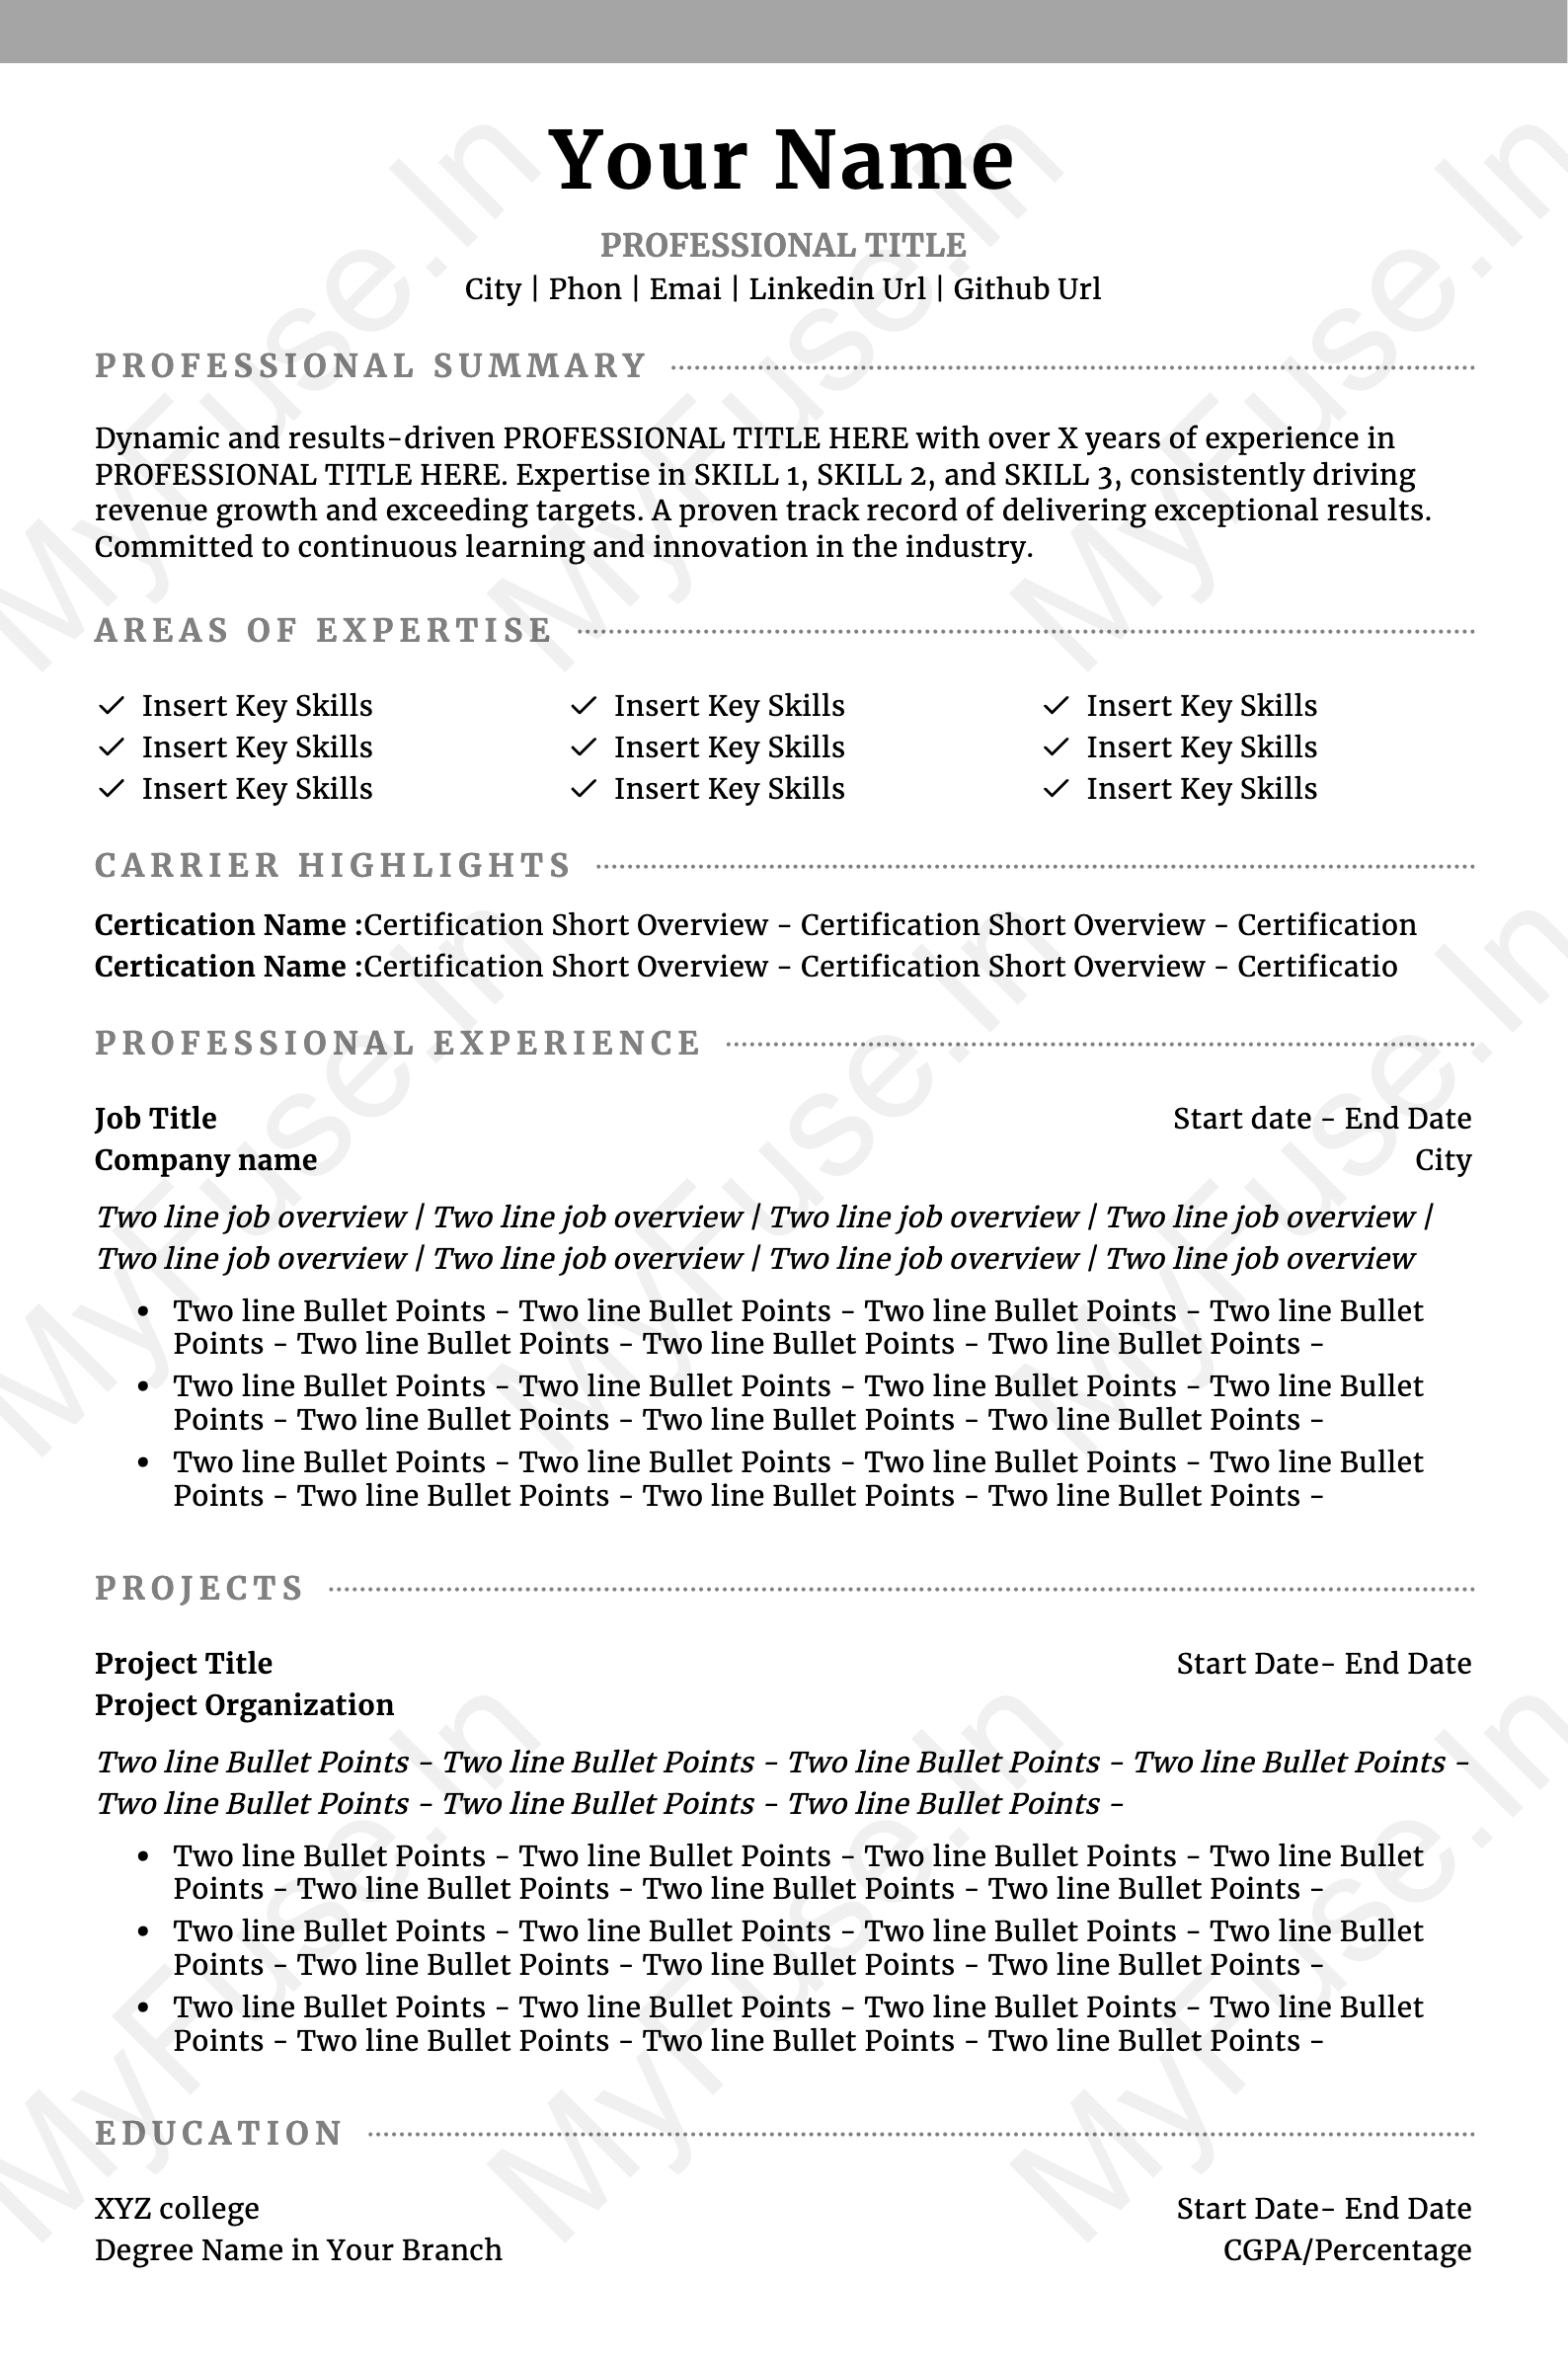 Your Name
PROFESSIONAL TITLE
City | Phon | Emai | Linkedin Url | Github Url
PROFESSIONAL SUMMARY
Dynamic and results-driven PROFESSIONAL TITLE HERE with over X years of experience in
PROFESSIONAL TITLE HERE. Expertise in SKILL 1, SKILL 2, and SKILL 3, consistently driving
revenue growth and exceeding targets. A proven track record of delivering exceptional results.
Committed to continuous learning and innovation in the industry.
AREAS OF EXPERTISE
✓ Insert Key Skills ✓ Insert Key Skills ✓ Insert Key Skills
✓ Insert Key Skills ✓ Insert Key Skills ✓ Insert Key Skills
✓ Insert Key Skills ✓ Insert Key Skills ✓ Insert Key Skills
CARRIER HIGHLIGHTS
Certication Name :Certification Short Overview - Certification Short Overview - Certification
Certication Name :Certification Short Overview - Certification Short Overview - Certificatio
PROFESSIONAL EXPERIENCE
Job Title Start date - End Date
Company name City
Two line job overview | Two line job overview | Two line job overview | Two line job overview |
Two line job overview | Two line job overview | Two line job overview | Two line job overview
• Two line Bullet Points - Two line Bullet Points - Two line Bullet Points - Two line Bullet
Points - Two line Bullet Points - Two line Bullet Points - Two line Bullet Points -
• Two line Bullet Points - Two line Bullet Points - Two line Bullet Points - Two line Bullet
Points - Two line Bullet Points - Two line Bullet Points - Two line Bullet Points -
• Two line Bullet Points - Two line Bullet Points - Two line Bullet Points - Two line Bullet
Points - Two line Bullet Points - Two line Bullet Points - Two line Bullet Points -
PROJECTS
Project Title Start Date- End Date
Project Organization
Two line Bullet Points - Two line Bullet Points - Two line Bullet Points - Two line Bullet Points -
Two line Bullet Points - Two line Bullet Points - Two line Bullet Points -
• Two line Bullet Points - Two line Bullet Points - Two line Bullet Points - Two line Bullet
Points - Two line Bullet Points - Two line Bullet Points - Two line Bullet Points -
• Two line Bullet Points - Two line Bullet Points - Two line Bullet Points - Two line Bullet
Points - Two line Bullet Points - Two line Bullet Points - Two line Bullet Points -
• Two line Bullet Points - Two line Bullet Points - Two line Bullet Points - Two line Bullet
Points - Two line Bullet Points - Two line Bullet Points - Two line Bullet Points -
EDUCATION
XYZ college Start Date- End Date
Degree Name in Your Branch CGPA/Percentage
MyFuse.In
MyFuse.In
MyFuse.In
MyFuse.In
MyFuse.In
MyFuse.In
MyFuse.In
MyFuse.In
MyFuse.In